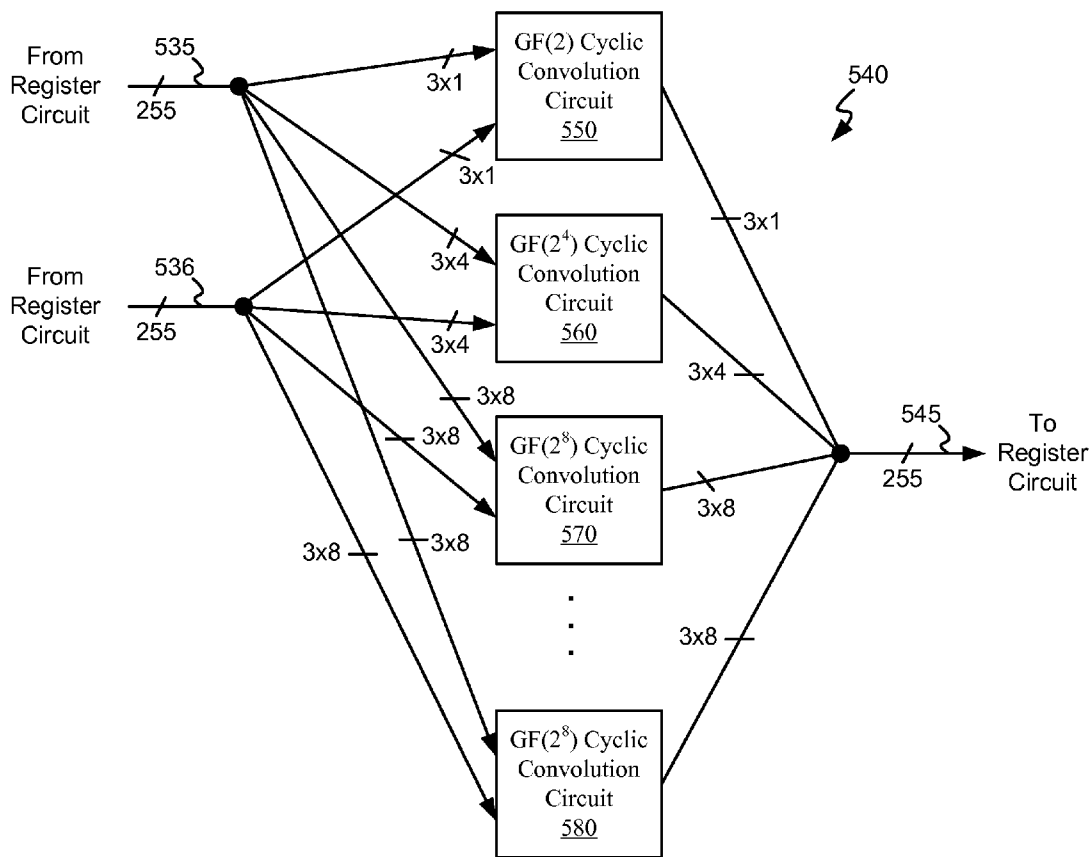 From
Register
Circuit
535
255
3x1
GF(2) Cyclic
Convolution
Circuit
550
540
3x1
3x1
From
Register
Circuit
536
255
3x4
3x4
GF(2⁴) Cyclic
Convolution
Circuit
560
3x4
3x8
3x8
GF(2⁸) Cyclic
Convolution
Circuit
570
3x8
545
255
To
Register
Circuit
3x8
3x8
3x8
GF(2⁸) Cyclic
Convolution
Circuit
580